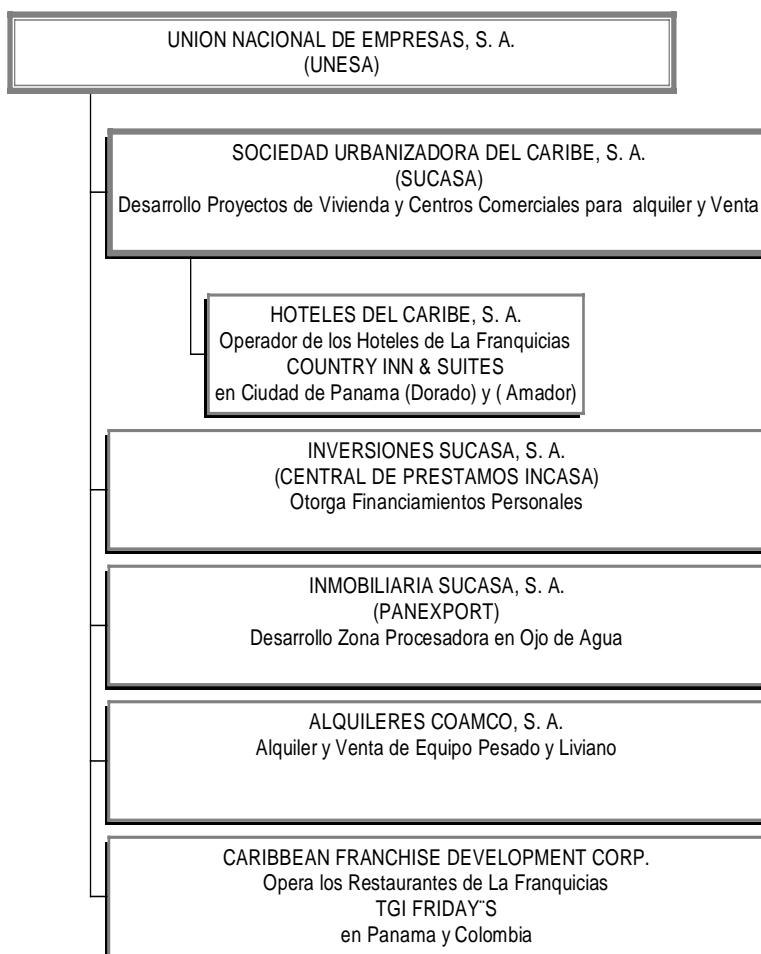 UNION NACIONAL DE EMPRESAS, S. A.
(UNESA)
SOCIEDAD URBANIZADORA DEL CARIBE, S. A.
(SUCASA)
Desarrollo Proyectos de Vivienda y Centros Comerciales para alquiler y Venta
HOTELES DEL CARIBE, S. A.
Operador de los Hoteles de La Franquicias
COUNTRY INN & SUITES
en Ciudad de Panama (Dorado) y ( Amador)
INVERSIONES SUCASA, S. A.
(CENTRAL DE PRESTAMOS INCASA)
Otorga Financiamientos Personales
INMOBILIARIA SUCASA, S. A.
(PANEXPORT)
Desarrollo Zona Procesadora en Ojo de Agua
ALQUILERES COAMCO, S. A.
Alquiler y Venta de Equipo Pesado y Liviano
CARIBBEAN FRANCHISE DEVELOPMENT CORP.
Opera los Restaurantes de La Franquicias
TGI FRIDAY¨S
en Panama y Colombia